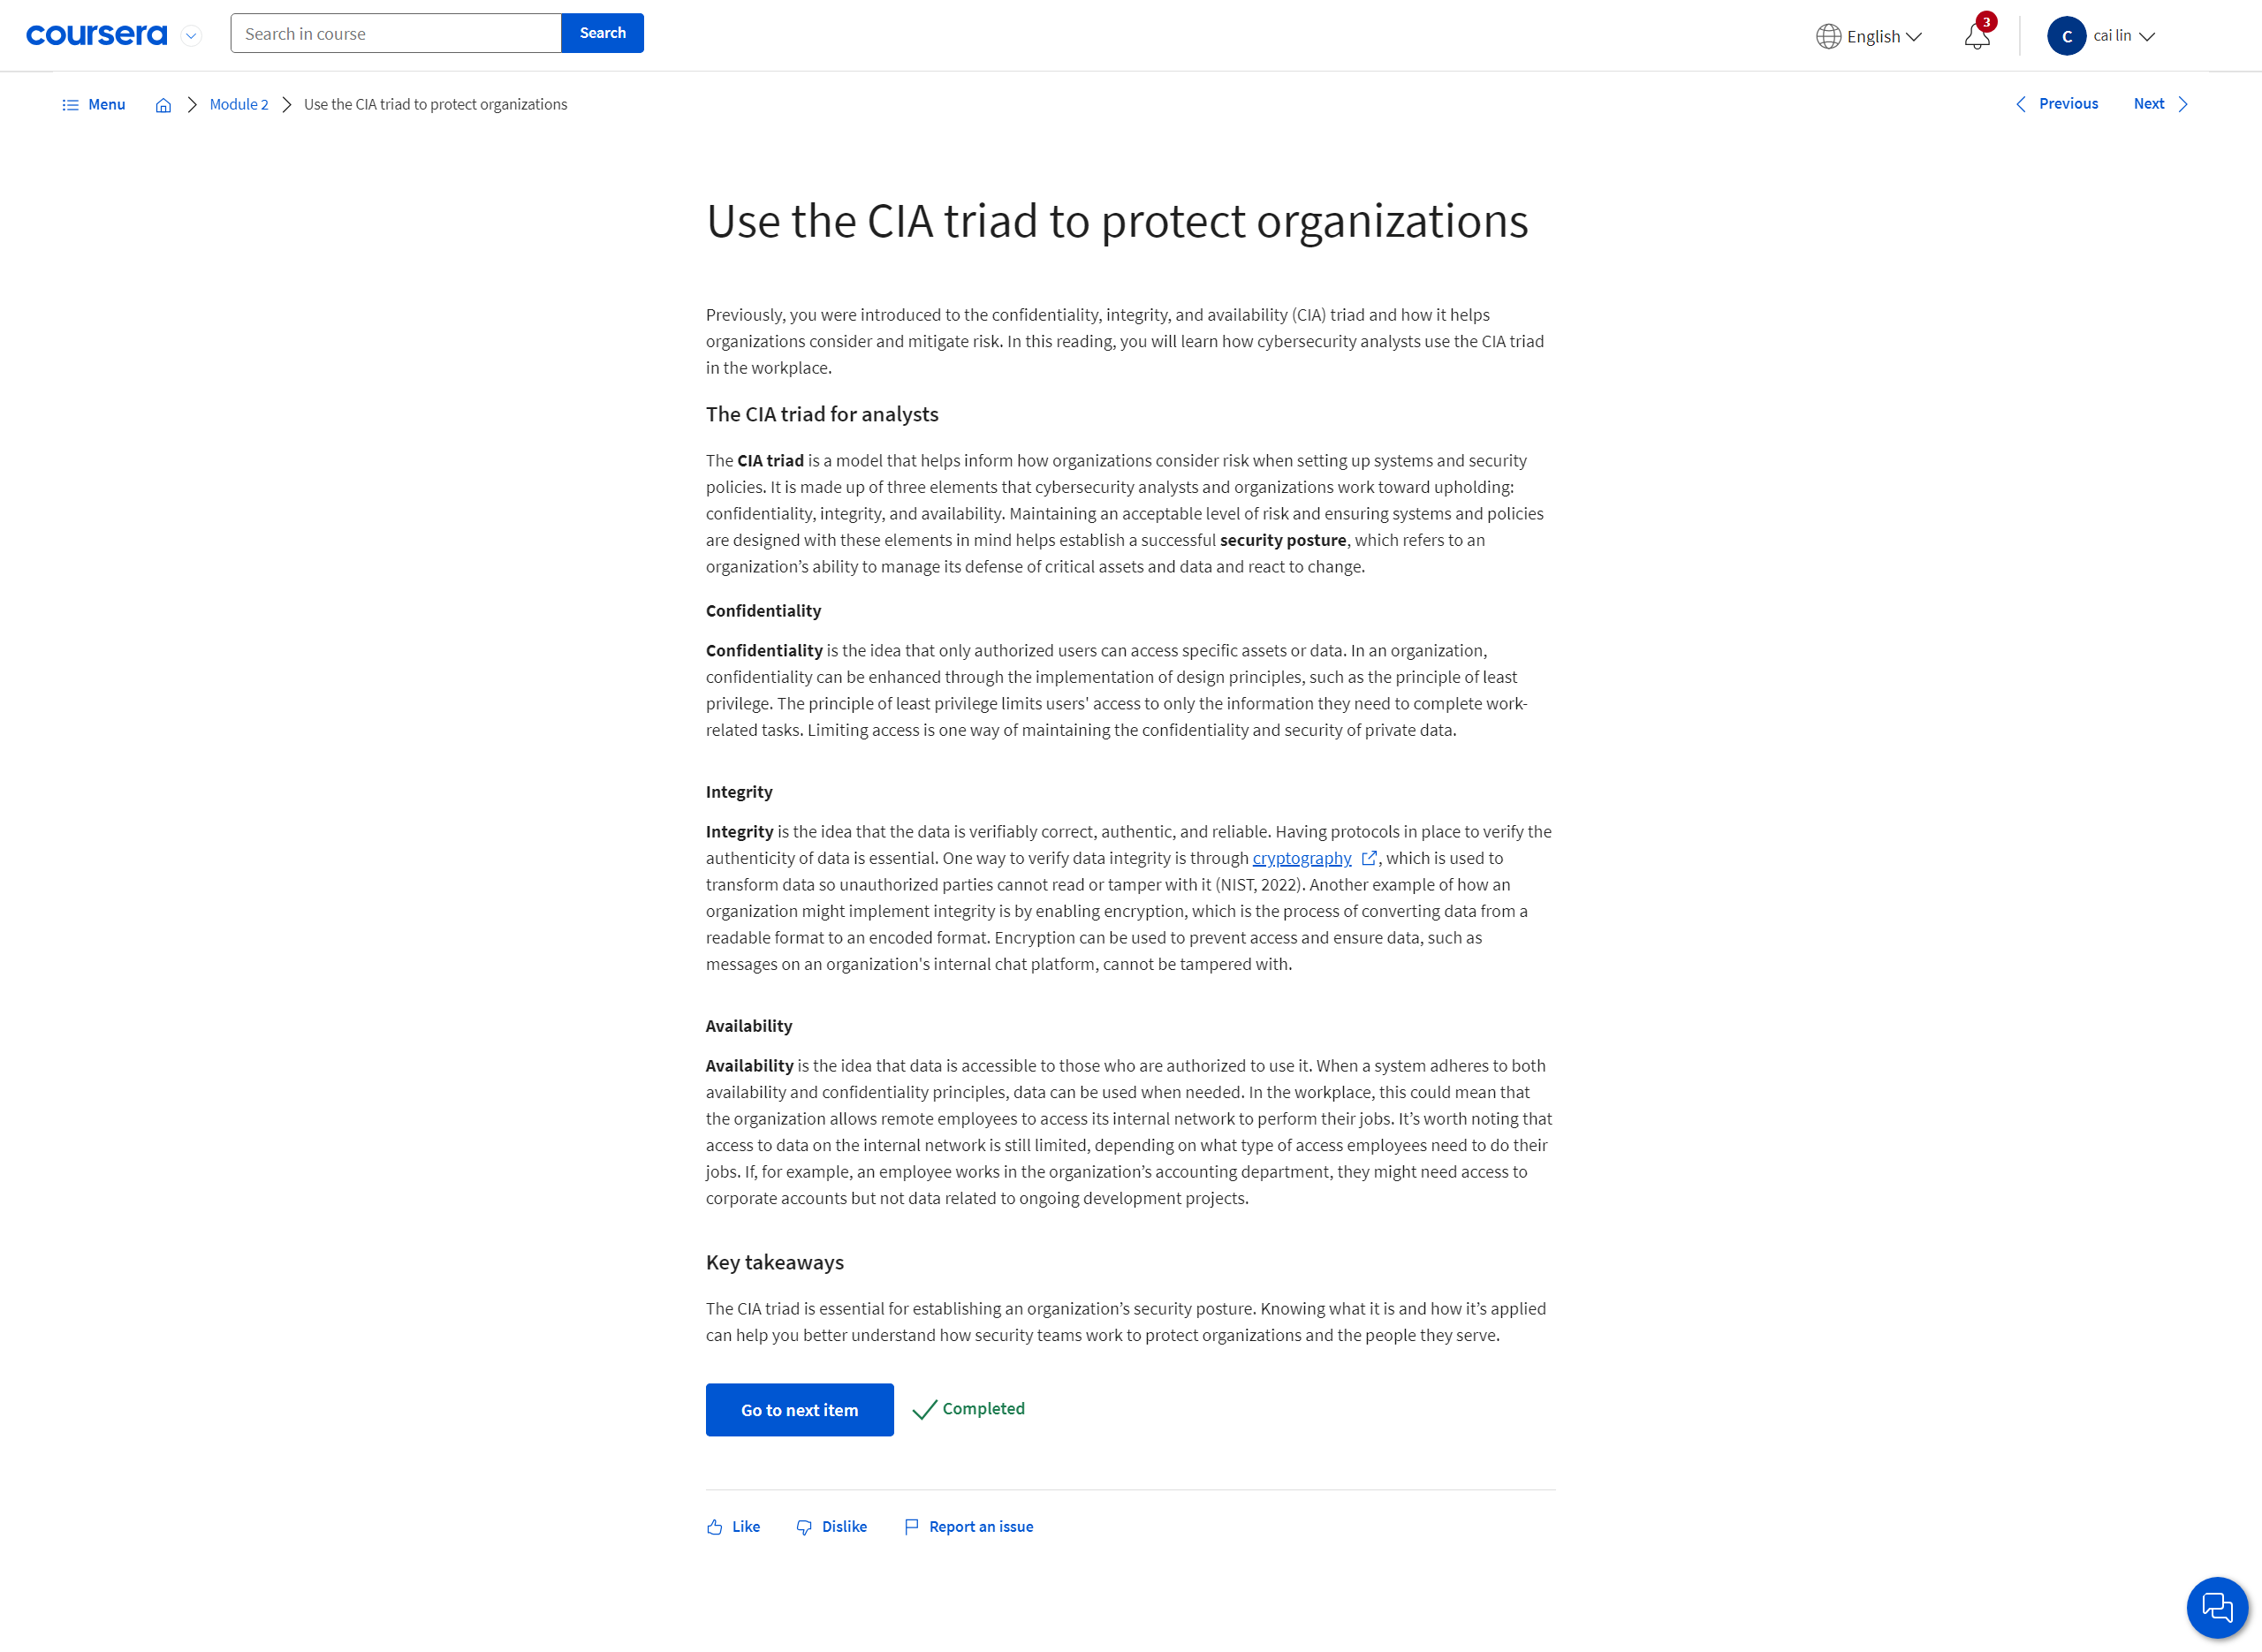 coursera
Search in course
Search
English
3
C
cai lin
Menu
Module 2
Use the CIA triad to protect organizations
Previous
Next
Use the CIA triad to protect organizations
Previously, you were introduced to the confidentiality, integrity, and availability (CIA) triad and how it helps
organizations consider and mitigate risk. In this reading, you will learn how cybersecurity analysts use the CIA triad
in the workplace.
The CIA triad for analysts
The CIA triad is a model that helps inform how organizations consider risk when setting up systems and security
policies. It is made up of three elements that cybersecurity analysts and organizations work toward upholding:
confidentiality, integrity, and availability. Maintaining an acceptable level of risk and ensuring systems and policies
are designed with these elements in mind helps establish a successful security posture, which refers to an
organization’s ability to manage its defense of critical assets and data and react to change.
Confidentiality
Confidentiality is the idea that only authorized users can access specific assets or data. In an organization,
confidentiality can be enhanced through the implementation of design principles, such as the principle of least
privilege. The principle of least privilege limits users' access to only the information they need to complete work-
related tasks. Limiting access is one way of maintaining the confidentiality and security of private data.
Integrity
Integrity is the idea that the data is verifiably correct, authentic, and reliable. Having protocols in place to verify the
authenticity of data is essential. One way to verify data integrity is through cryptography, which is used to
transform data so unauthorized parties cannot read or tamper with it (NIST, 2022). Another example of how an
organization might implement integrity is by enabling encryption, which is the process of converting data from a
readable format to an encoded format. Encryption can be used to prevent access and ensure data, such as
messages on an organization's internal chat platform, cannot be tampered with.
Availability
Availability is the idea that data is accessible to those who are authorized to use it. When a system adheres to both
availability and confidentiality principles, data can be used when needed. In the workplace, this could mean that
the organization allows remote employees to access its internal network to perform their jobs. It’s worth noting that
access to data on the internal network is still limited, depending on what type of access employees need to do their
jobs. If, for example, an employee works in the organization’s accounting department, they might need access to
corporate accounts but not data related to ongoing development projects.
Key takeaways
The CIA triad is essential for establishing an organization’s security posture. Knowing what it is and how it’s applied
can help you better understand how security teams work to protect organizations and the people they serve.
Go to next item
Completed
Like
Dislike
Report an issue